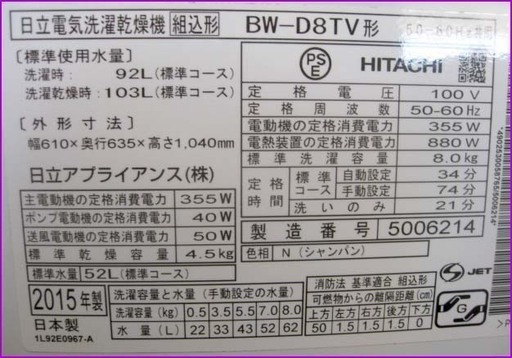 日立電気洗濯乾燥機 組込形 BW-D8TV形 50-60Hz共用
[標準使用水量]
洗濯時: 92L(標準コース)
洗濯乾燥時:103L(標準コース)
[外形寸法]
幅610×奥行635×高さ1,040mm
日立アプライアンス(株)
主電動機の定格消費電力 355W
ポンプ電動機の定格消費電力 40W
送風電動機の定格消費電力 50W
標準乾燥容量 4.5kg
標準水量 52L(標準コース)
2015年製
日本製
1L92E0967-A
洗濯容量と水量(手動設定の水量)
洗濯容量(kg) 0.5 3.5 5.5 7.0 8.0
水量(L) 22 33 43 52 62
PSE
HITACHI
定格電圧 100V
定格周波数 50-60Hz
電動機の定格消費電力 355W
電熱装置の定格消費電力 880W
標準洗濯容量 8.0kg
定格時間 標準コース 自動設定 34分
手動設定 74分
洗いのみ 21分
製造番号 5006214
色相 N(シャンパン)
消防法 基準適合 組込形
可燃物からの離隔距離(cm)
上方 左方 右方 前方 後方 下方
50 1.5 1.5 5 1.5 0
S JET
*4902530058765/5006214*